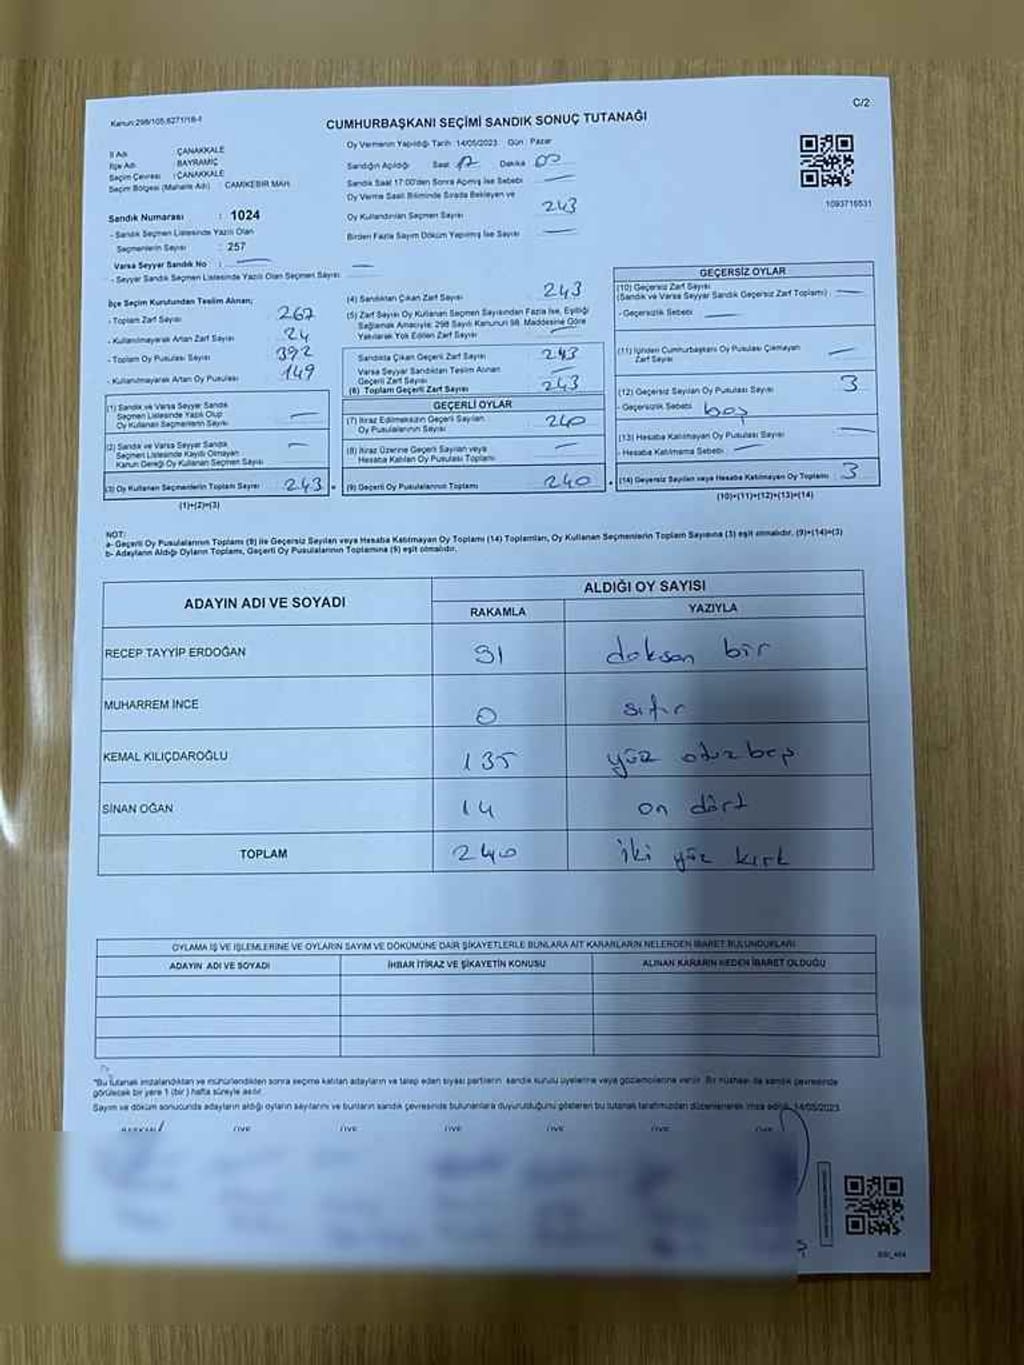 Kanun:298/105,6271/18-I
C/2
CUMHURBAŞKANI SEÇİMİ SANDIK SONUÇ TUTANAĞI
İl Adı : ÇANAKKALE
İlçe Adı : BAYRAMİÇ
Seçim Çevresi : ÇANAKKALE
Seçim Bölgesi (Mahalle Adı) : CAMİKEBİR MAH.
Sandık Numarası : 1024
- Sandık Seçmen Listesinde Yazılı Olan
Seçmenlerin Sayısı : 257
Varsa Seyyar Sandık No :
- Seyyar Sandık Seçmen Listesinde Yazılı Olan Seçmen Sayısı
Oy Vermenin Yapıldığı Tarih : 14/05/2023 Gün : Pazar
Sandığın Açıldığı Saat 17 Dakika 00
Sandık Saat 17:00'den Sonra Açmış İse Sebebi
Oy Verme Saati Bitiminde Sırada Bekleyen ve
Oy Kullandırılan Seçmen Sayısı 243
Birden Fazla Sayım Döküm Yapılmış İse Sayısı
1093716531
İlçe Seçim Kurulundan Teslim Alınan;
- Toplam Zarf Sayısı 267
- Kullanılmayarak Artan Zarf Sayısı 24
- Toplam Oy Pusulası Sayısı 392
- Kullanılmayarak Artan Oy Pusulası 149
(1) Sandık ve Varsa Seyyar Sandık
Seçmen Listesinde Yazılı Olup
Oy Kullanan Seçmenlerin Sayısı
(2) Sandık ve Varsa Seyyar Sandık
Seçmen Listesinde Kayıtlı Olmayan
Kanun Gereği Oy Kullanan Seçmen Sayısı
(3) Oy Kullanan Seçmenlerin Toplam Sayısı 243
(1)+(2)=(3)
(4) Sandıktan Çıkan Zarf Sayısı 243
(5) Zarf Sayısı Oy Kullanan Seçmen Sayısından Fazla İse, Eşitliği
Sağlamak Amacıyla; 298 Sayılı Kanunun 98. Maddesine Göre
Yakılarak Yok Edilen Zarf Sayısı
Sandıkta Çıkan Geçerli Zarf Sayısı 243
Varsa Seyyar Sandıktan Teslim Alınan
Geçerli Zarf Sayısı
(6) Toplam Geçerli Zarf Sayısı 243
GEÇERLİ OYLAR
(7) İtiraz Edilmeksizin Geçerli Sayılan
Oy Pusulalarının Sayısı 240
(8) İtiraz Üzerine Geçerli Sayılan veya
Hesaba Katılan Oy Pusulası Toplamı
(9) Geçerli Oy Pusulalarının Toplamı 240
GEÇERSİZ OYLAR
(10) Geçersiz Zarf Sayısı
(Sandık ve Varsa Seyyar Sandık Geçersiz Zarf Toplamı)
- Geçersizlik Sebebi
(11) İçinden Cumhurbaşkanı Oy Pusulası Çıkmayan
Zarf Sayısı
(12) Geçersiz Sayılan Oy Pusulası Sayısı 3
- Geçersizlik Sebebi boş
(13) Hesaba Katılmayan Oy Pusulası Sayısı
- Hesaba Katılmama Sebebi
(14) Geçersiz Sayılan veya Hesaba Katılmayan Oy Toplamı 3
(10)+(11)+(12)+(13)=(14)
NOT:
a- Geçerli Oy Pusulalarının Toplamı (9) ile Geçersiz Sayılan veya Hesaba Katılmayan Oy Toplamı (14) Toplamları, Oy Kullanan Seçmenlerin Toplam Sayısına (3) eşit olmalıdır. (9)+(14)=(3)
b- Adayların Aldığı Oyların Toplamı, Geçerli Oy Pusulalarının Toplamına (9) eşit olmalıdır.
ADAYIN ADI VE SOYADI
ALDIĞI OY SAYISI
RAKAMLA YAZIYLA
RECEP TAYYİP ERDOĞAN 91 doksan bir
MUHARREM İNCE 0 sıfır
KEMAL KILIÇDAROĞLU 135 yüz otuz beş
SİNAN OĞAN 14 on dört
TOPLAM 240 iki yüz kırk
OYLAMA İŞ VE İŞLEMLERİNE VE OYLARIN SAYIM VE DÖKÜMÜNE DAİR ŞİKAYETLERLE BUNLARA AİT KARARLARIN NELERDEN İBARET BULUNDUKLARI
ADAYIN ADI VE SOYADI İHBAR İTİRAZ VE ŞİKAYETİN KONUSU ALINAN KARARIN NEDEN İBARET OLDUĞU
"Bu tutanak imzalandıktan ve mühürlendikten sonra seçime katılan adayların ve talep eden siyasi partilerin sandık kurulu üyelerine veya gözlemcilerine verilir. Bir nüshası da sandık çevresinde
görülecek bir yere 1 (bir) hafta süreyle asılır.
Sayım ve döküm sonucunda adayların aldığı oyların sayılarını ve bunların sandık çevresinde bulunanlara duyurulduğunu gösteren bu tutanak tarafımızdan düzenlenerek imza edildi. 14/05/2023
BAŞKAN ÜYE ÜYE ÜYE ÜYE ÜYE ÜYE